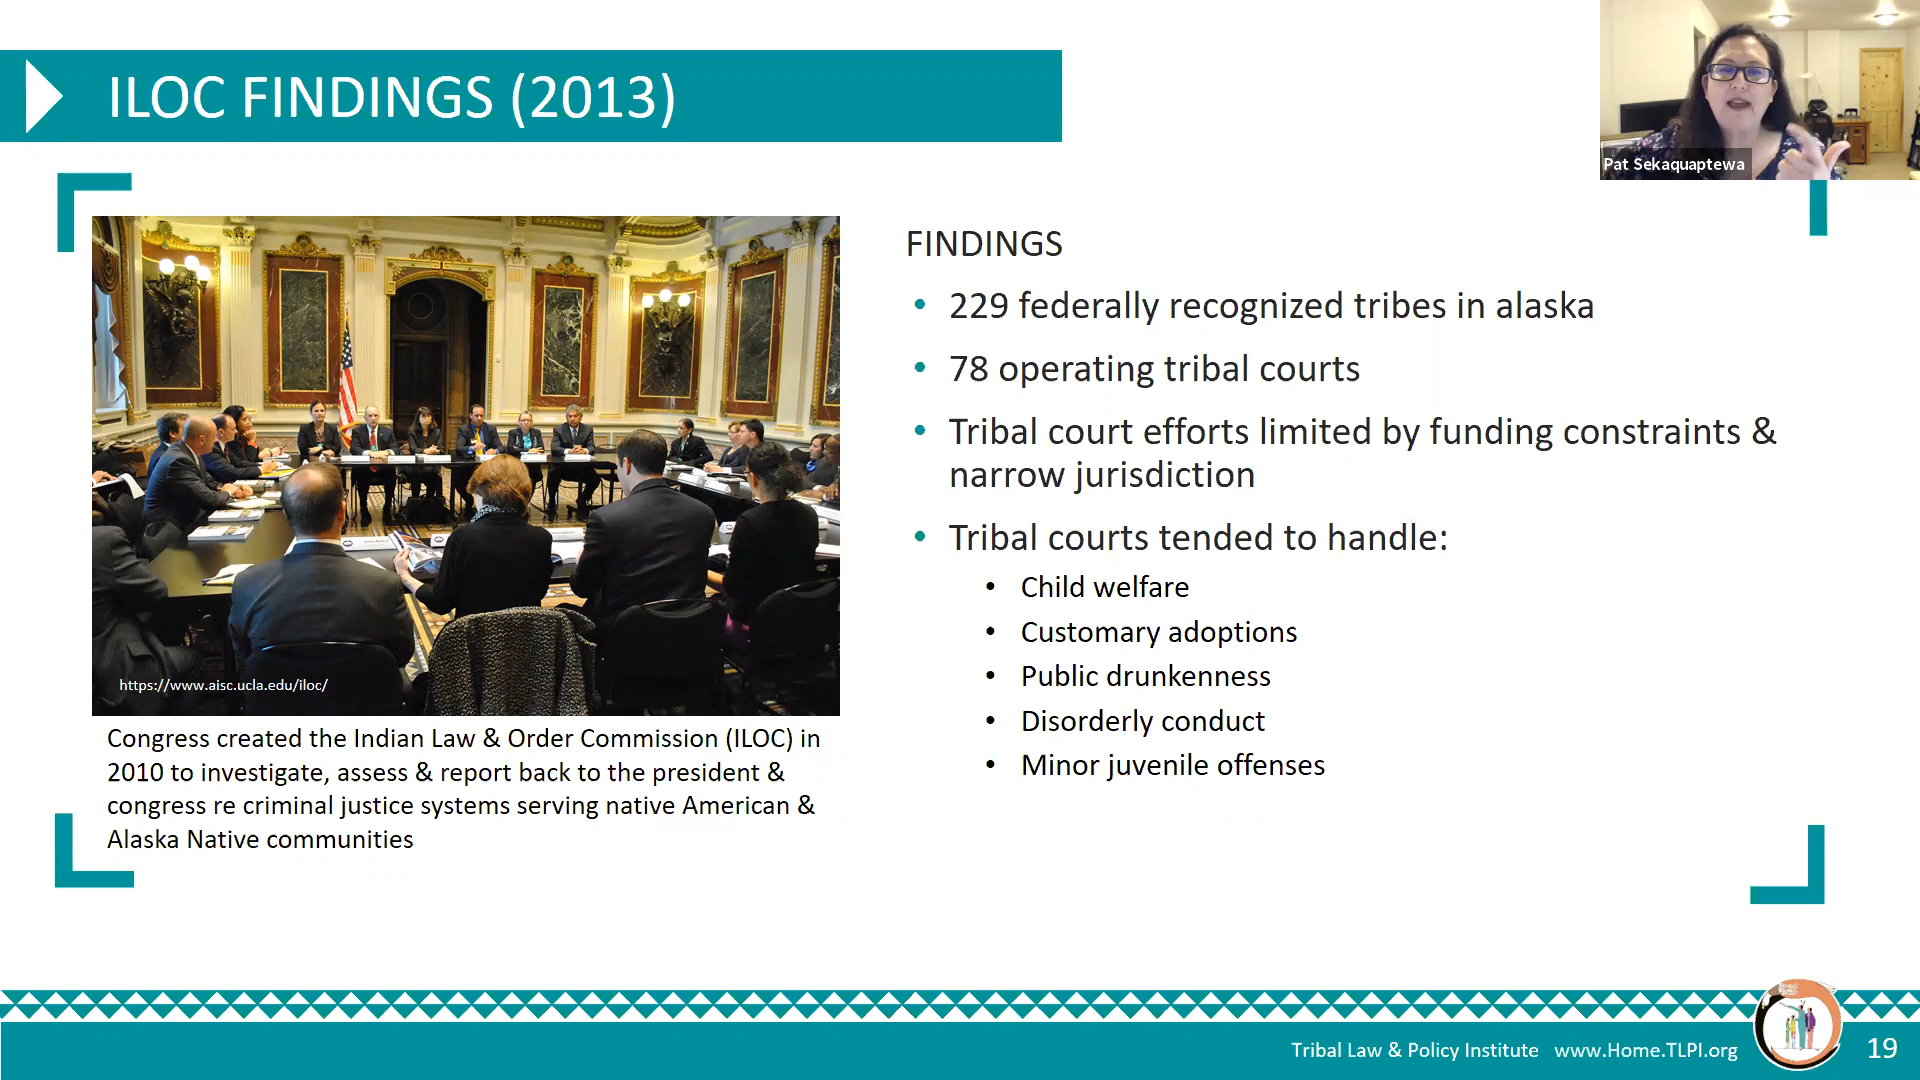 ILOC FINDINGS (2013)
Pat Sekaquaptewa
https://www.aisc.ucla.edu/iloc/
Congress created the Indian Law & Order Commission (ILOC) in
2010 to investigate, assess & report back to the president &
congress re criminal justice systems serving native American &
Alaska Native communities
FINDINGS
• 229 federally recognized tribes in alaska
• 78 operating tribal courts
• Tribal court efforts limited by funding constraints &
narrow jurisdiction
• Tribal courts tended to handle:
• Child welfare
• Customary adoptions
• Public drunkenness
• Disorderly conduct
• Minor juvenile offenses
Tribal Law & Policy Institute www.Home.TLPI.org
19